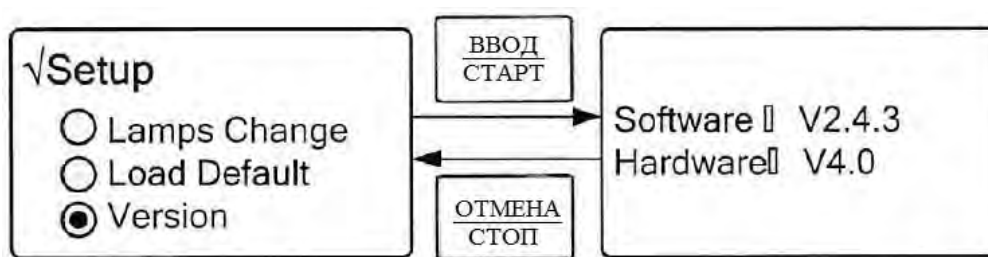 √Setup
Lamps Change
Load Default
Version
ВВОД
СТАРТ
ОТМЕНА
СТОП
Software ▯ V2.4.3
Hardware▯ V4.0